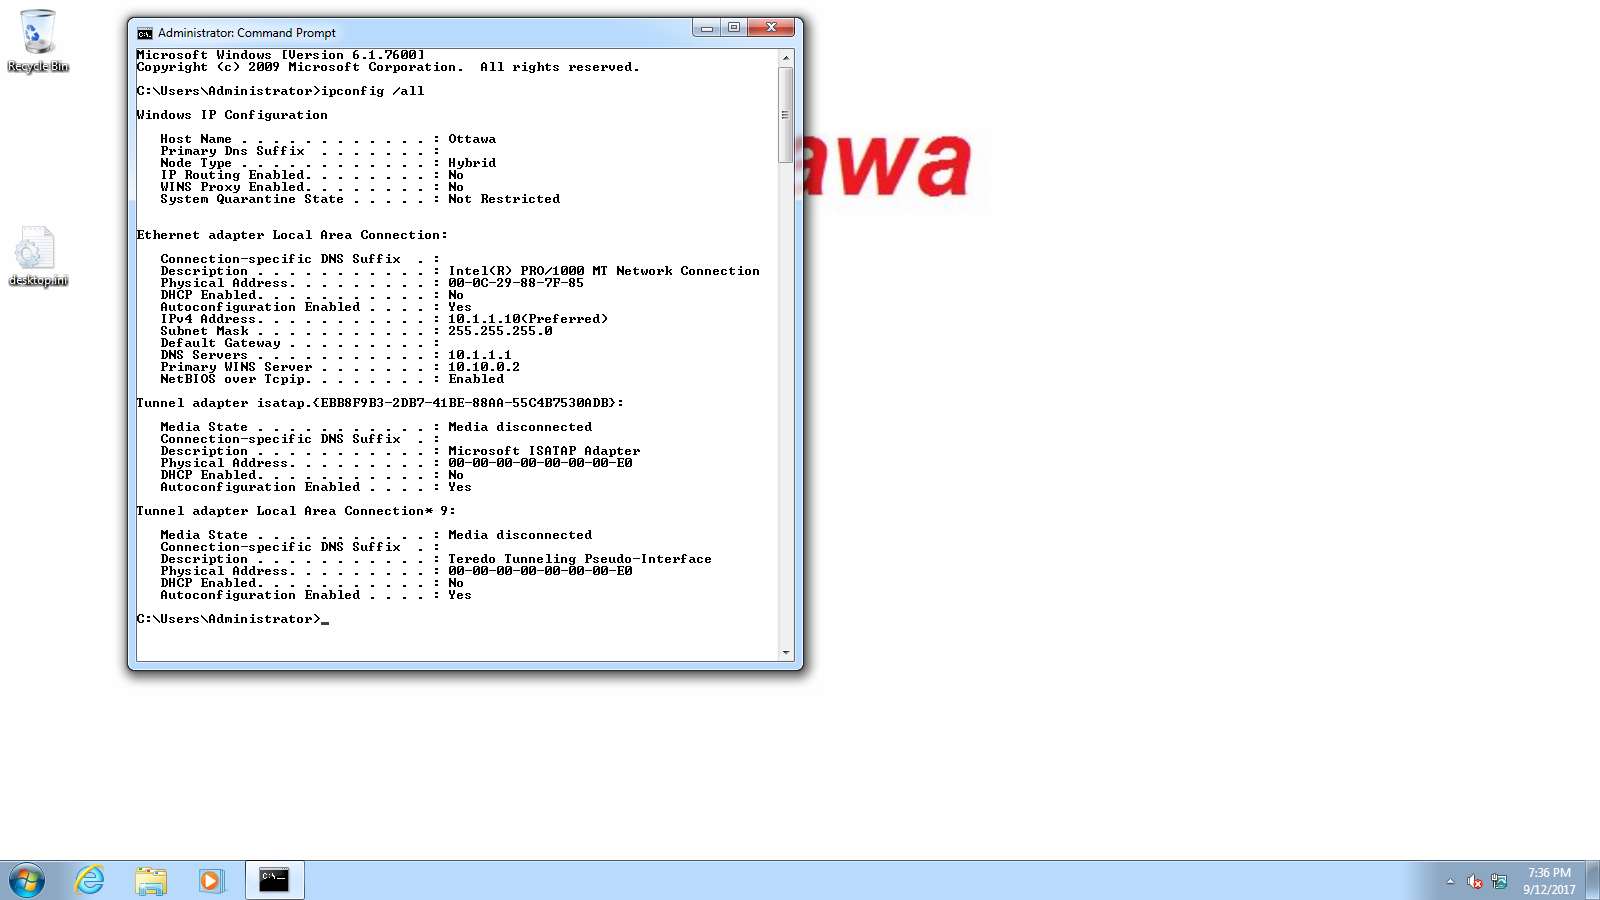 Recycle Bin
desktop.ini
Administrator: Command Prompt
Microsoft Windows [Version 6.1.7600]
Copyright (c) 2009 Microsoft Corporation.  All rights reserved.
C:\Users\Administrator>ipconfig /all
Windows IP Configuration
Host Name . . . . . . . . . . . . : Ottawa
Primary Dns Suffix  . . . . . . . :
Node Type . . . . . . . . . . . . : Hybrid
IP Routing Enabled. . . . . . . . : No
WINS Proxy Enabled. . . . . . . . : No
System Quarantine State . . . . . : Not Restricted
Ethernet adapter Local Area Connection:
Connection-specific DNS Suffix  . :
Description . . . . . . . . . . . : Intel(R) PRO/1000 MT Network Connection
Physical Address. . . . . . . . . : 00-0C-29-88-7F-85
DHCP Enabled. . . . . . . . . . . : No
Autoconfiguration Enabled . . . . : Yes
IPv4 Address. . . . . . . . . . . : 10.1.1.10(Preferred)
Subnet Mask . . . . . . . . . . . : 255.255.255.0
Default Gateway . . . . . . . . . :
DNS Servers . . . . . . . . . . . : 10.1.1.1
Primary WINS Server . . . . . . . : 10.10.0.2
NetBIOS over Tcpip. . . . . . . . : Enabled
Tunnel adapter isatap.{EBB8F9B3-2DB7-41BE-88AA-55C4B7530ADB}:
Media State . . . . . . . . . . . : Media disconnected
Connection-specific DNS Suffix  . :
Description . . . . . . . . . . . : Microsoft ISATAP Adapter
Physical Address. . . . . . . . . : 00-00-00-00-00-00-00-E0
DHCP Enabled. . . . . . . . . . . : No
Autoconfiguration Enabled . . . . : Yes
Tunnel adapter Local Area Connection* 9:
Media State . . . . . . . . . . . : Media disconnected
Connection-specific DNS Suffix  . :
Description . . . . . . . . . . . : Teredo Tunneling Pseudo-Interface
Physical Address. . . . . . . . . : 00-00-00-00-00-00-00-E0
DHCP Enabled. . . . . . . . . . . : No
Autoconfiguration Enabled . . . . : Yes
C:\Users\Administrator>_
awa
C:\_
7:36 PM
9/12/2017